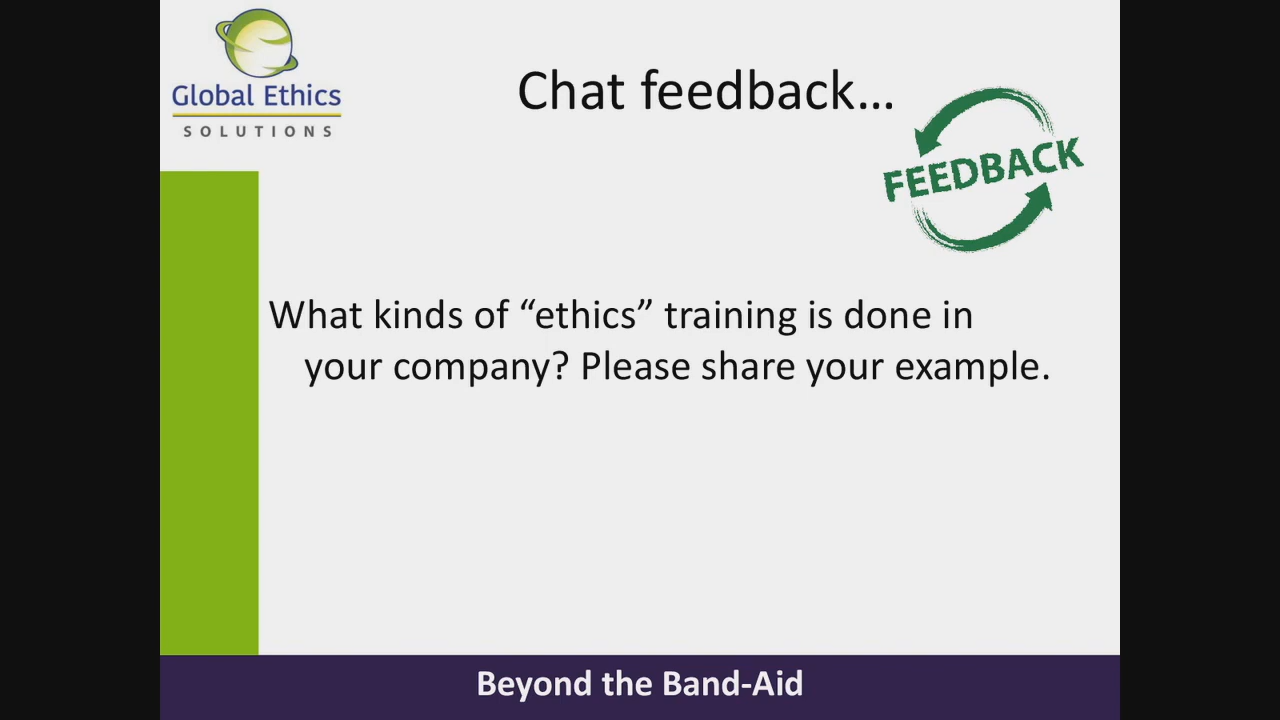 Global Ethics
SOLUTIONS
Chat feedback...
FEEDBACK
What kinds of “ethics” training is done in
your company? Please share your example.
Beyond the Band-Aid